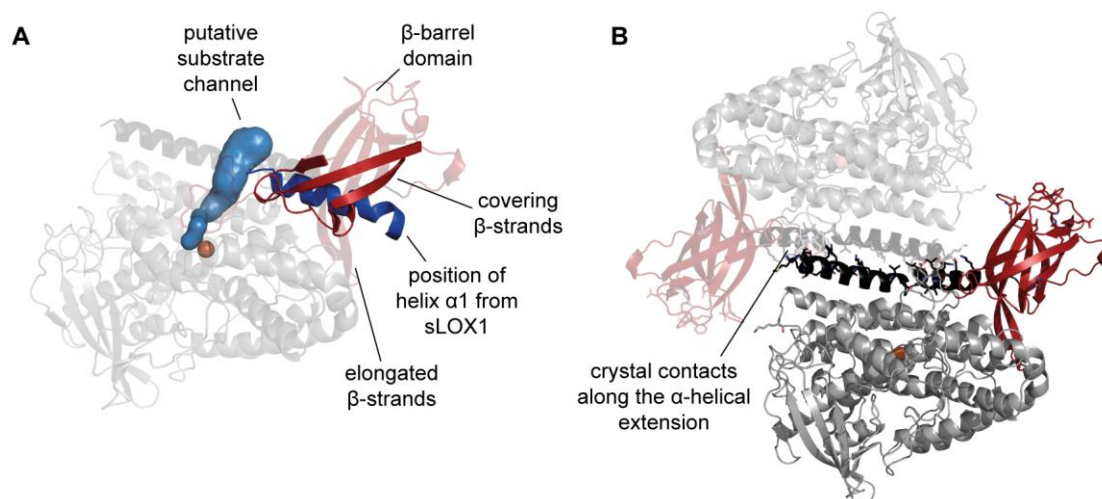 A
putative
substrate
channel
β-barrel
domain
covering
β-strands
position of
helix α1 from
sLOX1
elongated
β-strands
B
crystal contacts
along the α-helical
extension